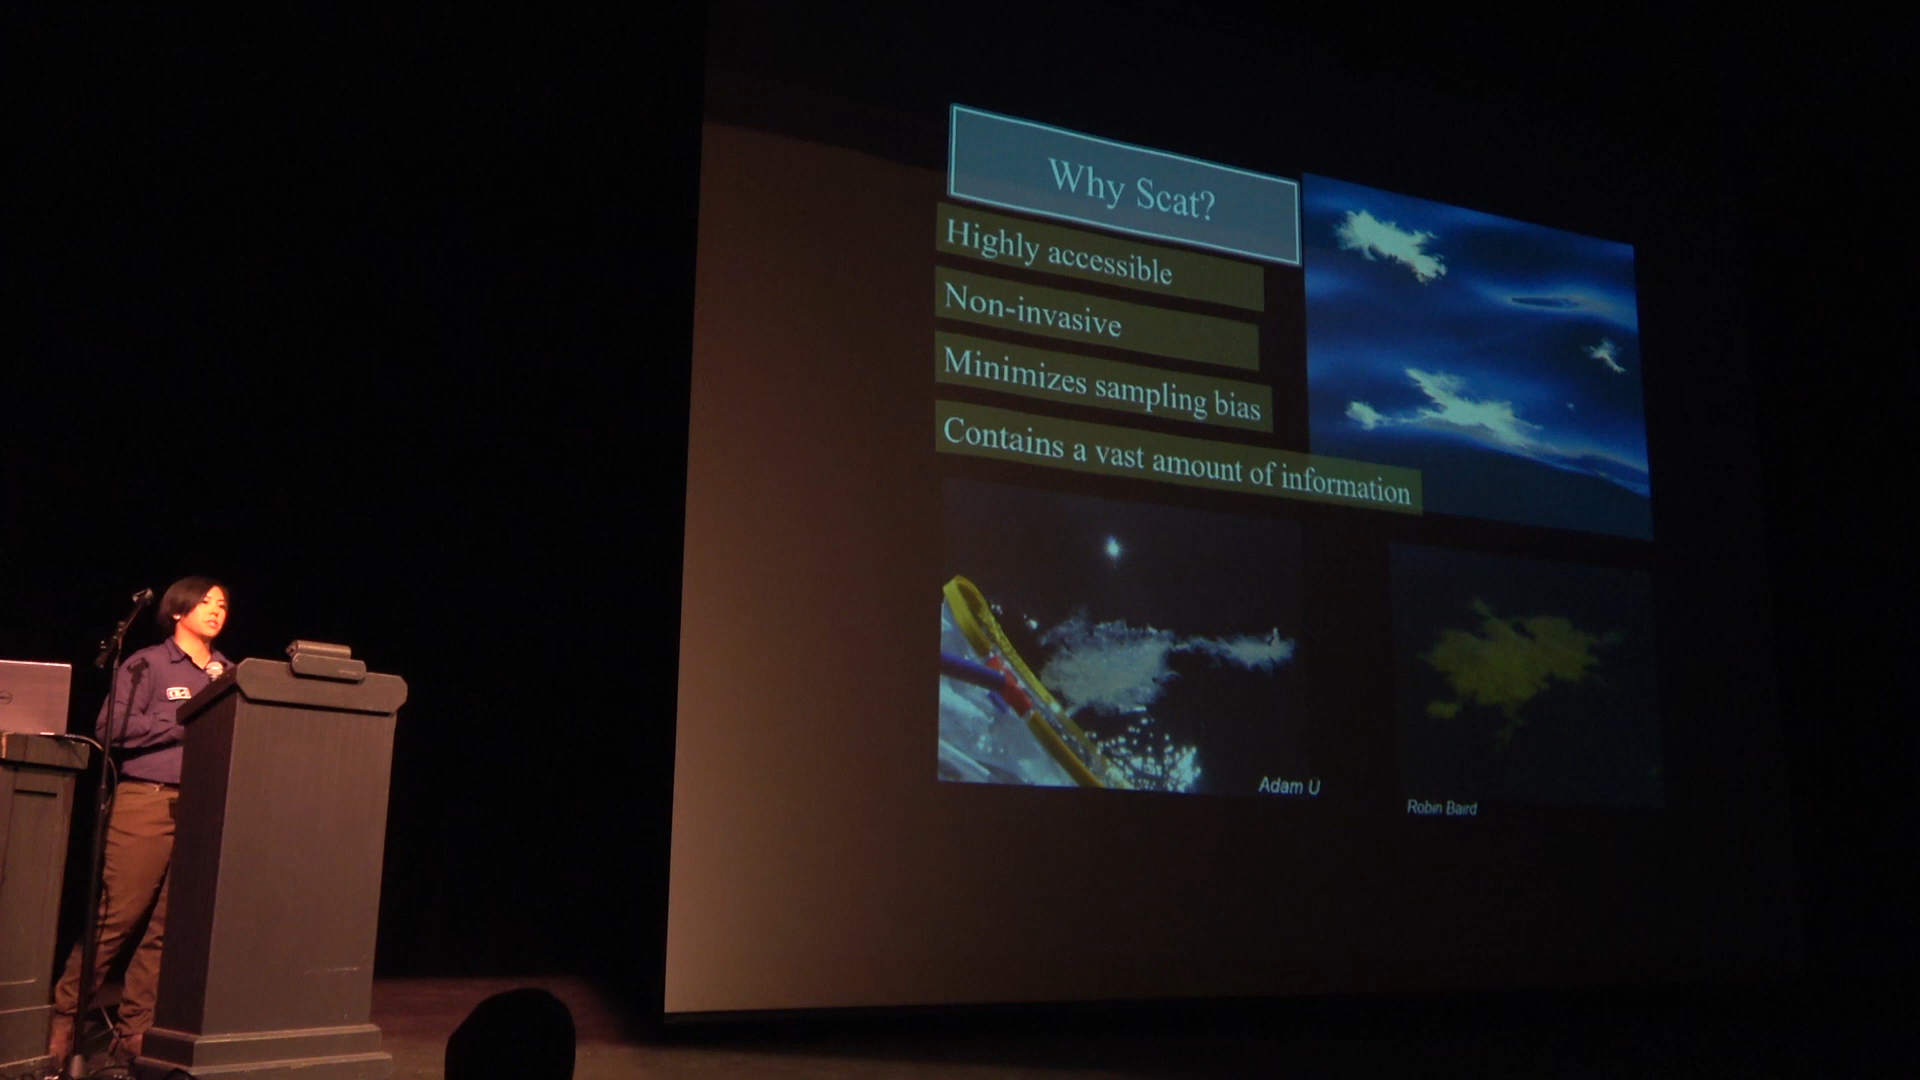 Why Scat?
Highly accessible
Non-invasive
Minimizes sampling bias
Contains a vast amount of information
Adam U
Robin Baird